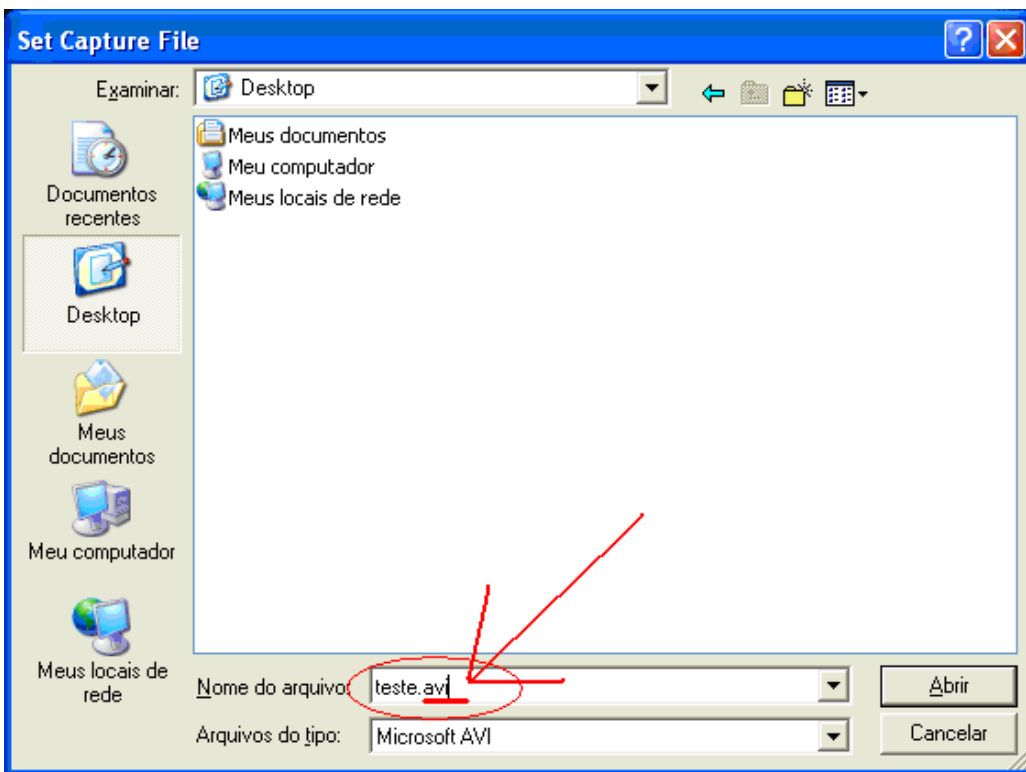 Set Capture File
Examinar:
Desktop
Meus documentos
Meu computador
Meus locais de rede
Documentos
recentes
Desktop
Meus
documentos
Meu computador
Meus locais de
rede
Nome do arquivo:
teste.avi
Abrir
Arquivos do tipo:
Microsoft AVI
Cancelar